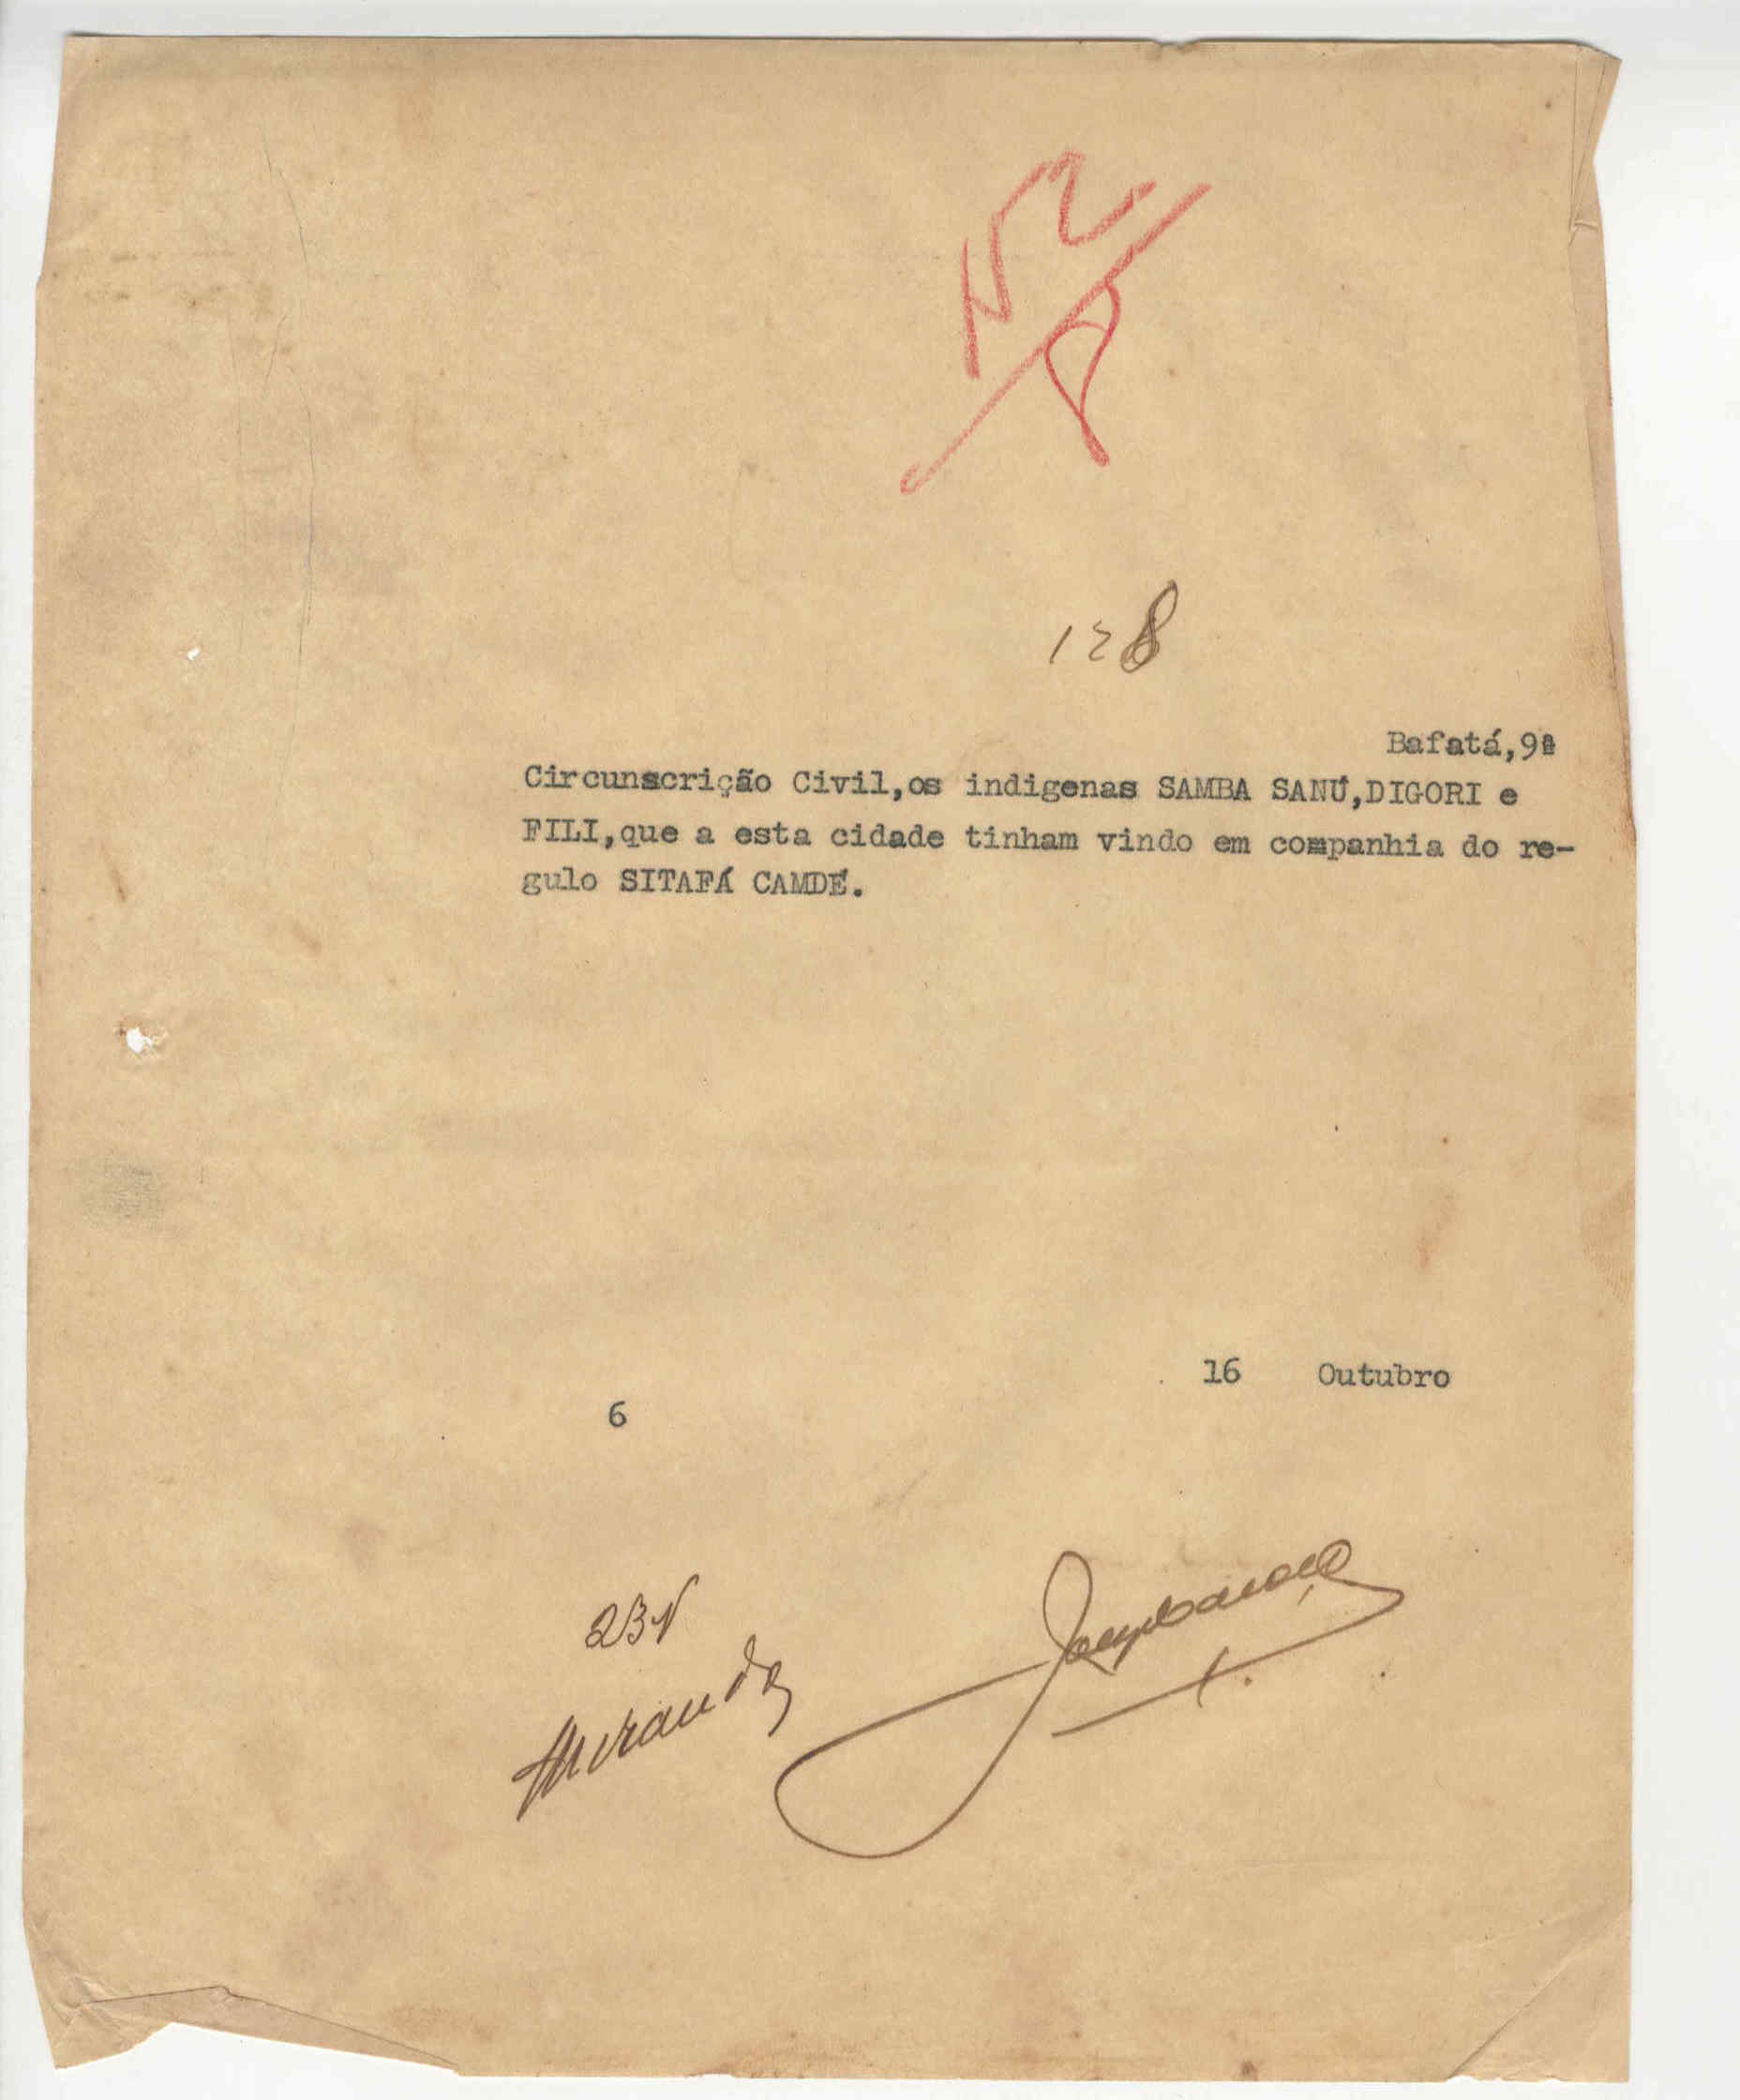 128
Bafatá,9ª
Circunscrição Civil,os indigenas SAMBA SANÚ,DIGORI e
FILI,que a esta cidade tinham vindo em companhia do re-
gulo SITAFÁ CAMDÉ.
16 Outubro
6
Miranda